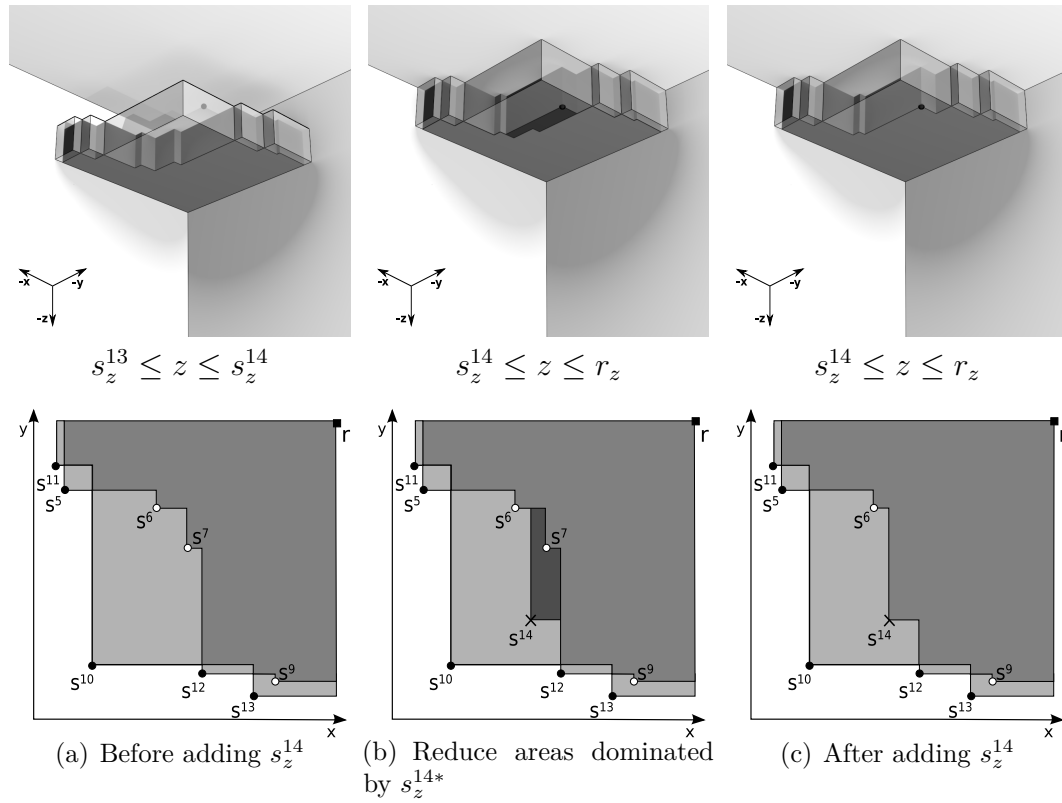 -x -y
-z
-x -y
-z
-x -y
-z
s_z^{13} ≤ z ≤ s_z^{14}
s_z^{14} ≤ z ≤ r_z
s_z^{14} ≤ z ≤ r_z
y
r
s^{11}
s^5
s^6
s^7
s^{10}
s^{12}
s^9
s^{13}
x
y
r
s^{11}
s^5
s^6
s^7
s^{14}
s^{10}
s^{12}
s^9
s^{13}
x
y
r
s^{11}
s^5
s^6
s^{14}
s^{10}
s^{12}
s^9
s^{13}
x
(a) Before adding s_z^{14}
(b) Reduce areas dominated
by s_z^{14*}
(c) After adding s_z^{14}